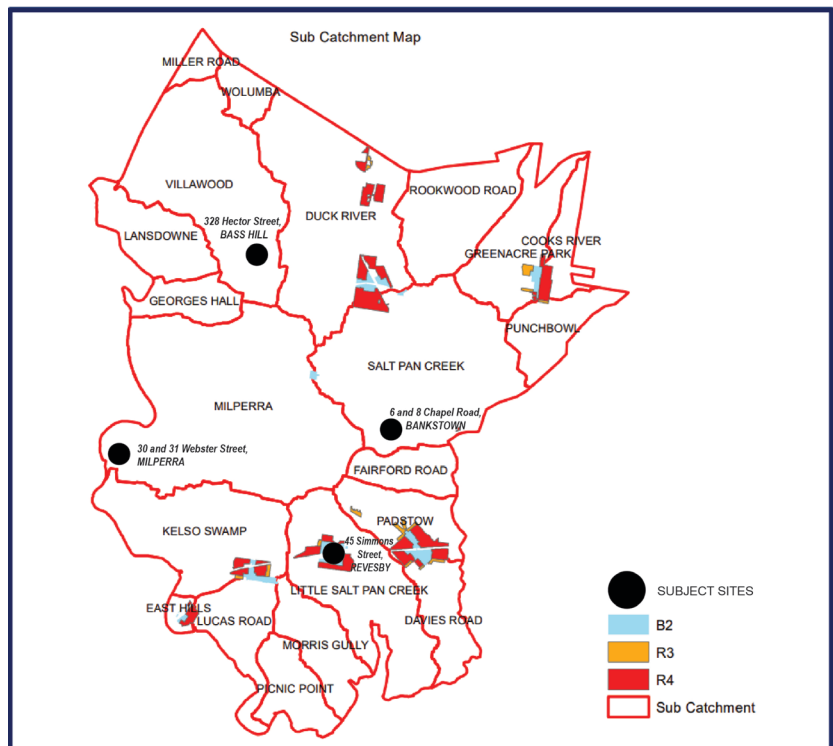 Sub Catchment Map
MILLER ROAD
WOLUMBA
VILLAWOOD
ROOKWOOD ROAD
DUCK RIVER
328 Hector Street,
BASS HILL
LANSDOWNE
COOKS RIVER
GREENACRE PARK
GEORGES HALL
PUNCHBOWL
SALT PAN CREEK
MILPERRA
6 and 8 Chapel Road,
BANKSTOWN
30 and 31 Webster Street,
MILPERRA
FAIRFORD ROAD
PADSTOW
KELSO SWAMP
45 Simmons
Street,
REVESBY
LITTLE SALT PAN CREEK
EAST HILLS
LUCAS ROAD
DAVIES ROAD
MORRIS GULLY
PICNIC POINT
SUBJECT SITES
B2
R3
R4
Sub Catchment